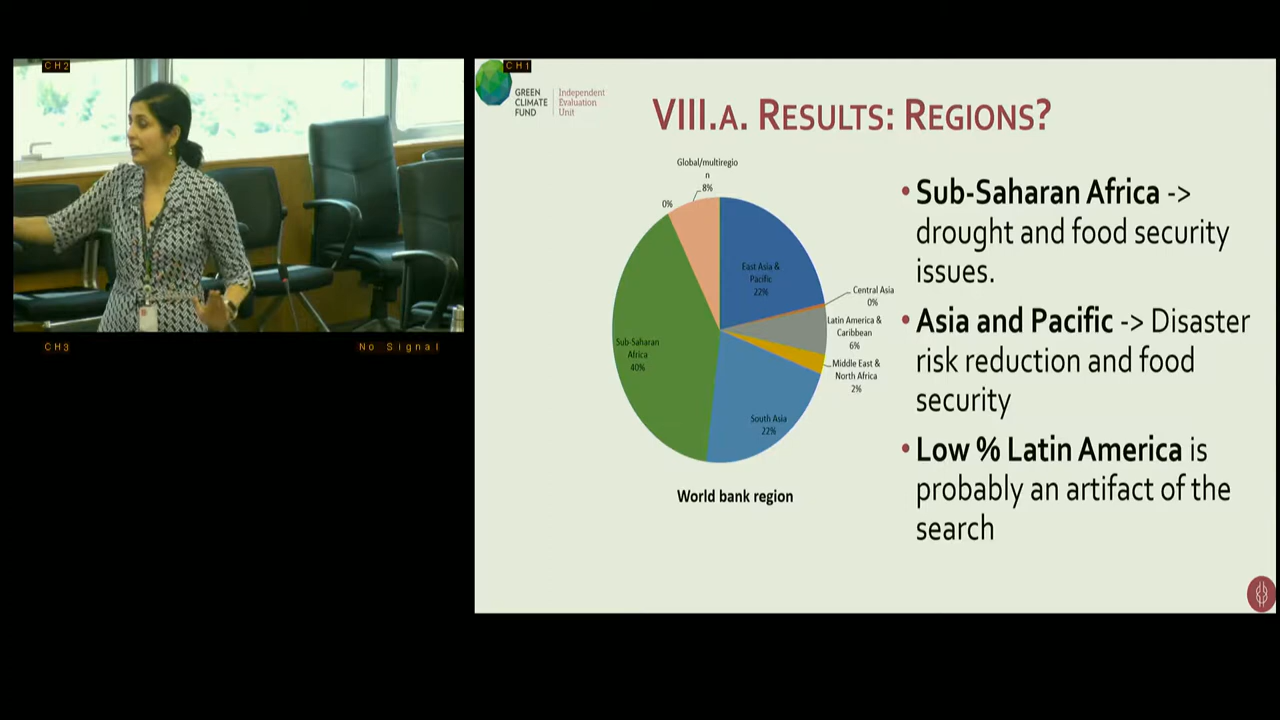 CH2
CH3
No Signal
CH1
GREEN
CLIMATE
FUND
Independent
Evaluation
Unit
VIII.A. RESULTS: REGIONS?
Global/multiregio
n
8%
0%
East Asia &
Pacific
22%
Central Asia
0%
Latin America &
Caribbean
6%
Middle East &
North Africa
2%
South Asia
22%
Sub-Saharan
Africa
40%
World bank region
• Sub-Saharan Africa ->
drought and food security
issues.
• Asia and Pacific -> Disaster
risk reduction and food
security
• Low % Latin America is
probably an artifact of the
search